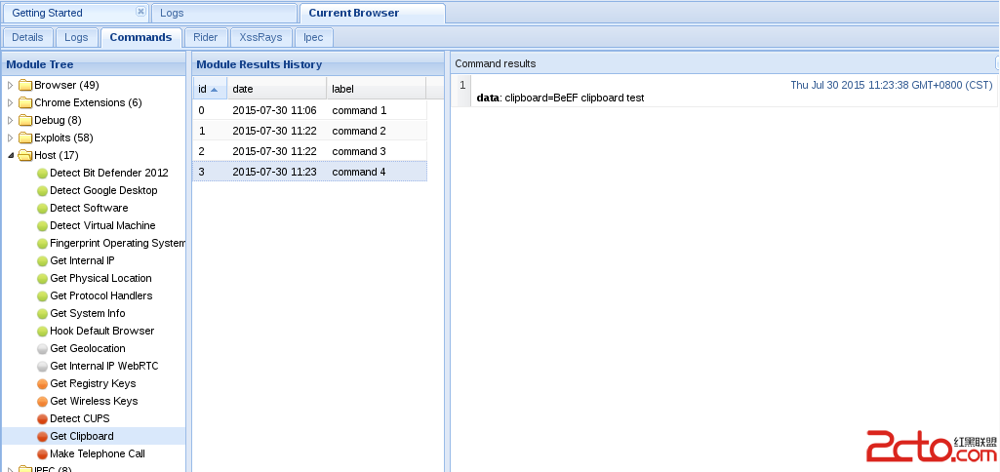 Getting Started
Logs
Current Browser
Details
Logs
Commands
Rider
XssRays
Ipec
Module Tree
Browser (49)
Chrome Extensions (6)
Debug (8)
Exploits (58)
Host (17)
Detect Bit Defender 2012
Detect Google Desktop
Detect Software
Detect Virtual Machine
Fingerprint Operating System
Get Internal IP
Get Physical Location
Get Protocol Handlers
Get System Info
Hook Default Browser
Get Geolocation
Get Internal IP WebRTC
Get Registry Keys
Get Wireless Keys
Detect CUPS
Get Clipboard
Make Telephone Call
IPEC (8)
Module Results History
id date label
0 2015-07-30 11:06 command 1
1 2015-07-30 11:22 command 2
2 2015-07-30 11:22 command 3
3 2015-07-30 11:23 command 4
Command results
1 Thu Jul 30 2015 11:23:38 GMT+0800 (CST)
data: clipboard=BeEF clipboard test
2cto.com
红黑联盟